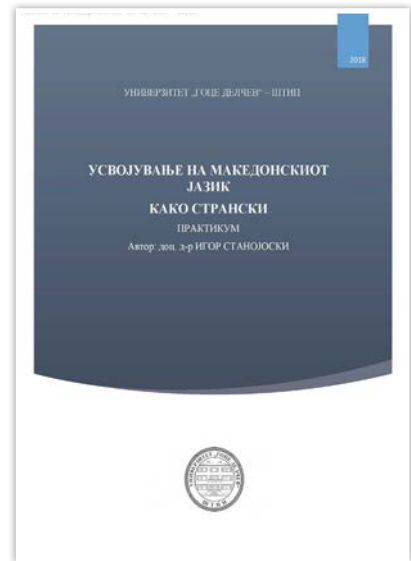 2018
УНИВЕРЗИТЕТ „ГОЦЕ ДЕЛЧЕВ“ – ШТИП
УСВОЈУВАЊЕ НА МАКЕДОНСКИОТ
ЈАЗИК
КАКО СТРАНСКИ
ПРАКТИКУМ
Автор: доц. д-р ИГОР СТАНОЈОСКИ